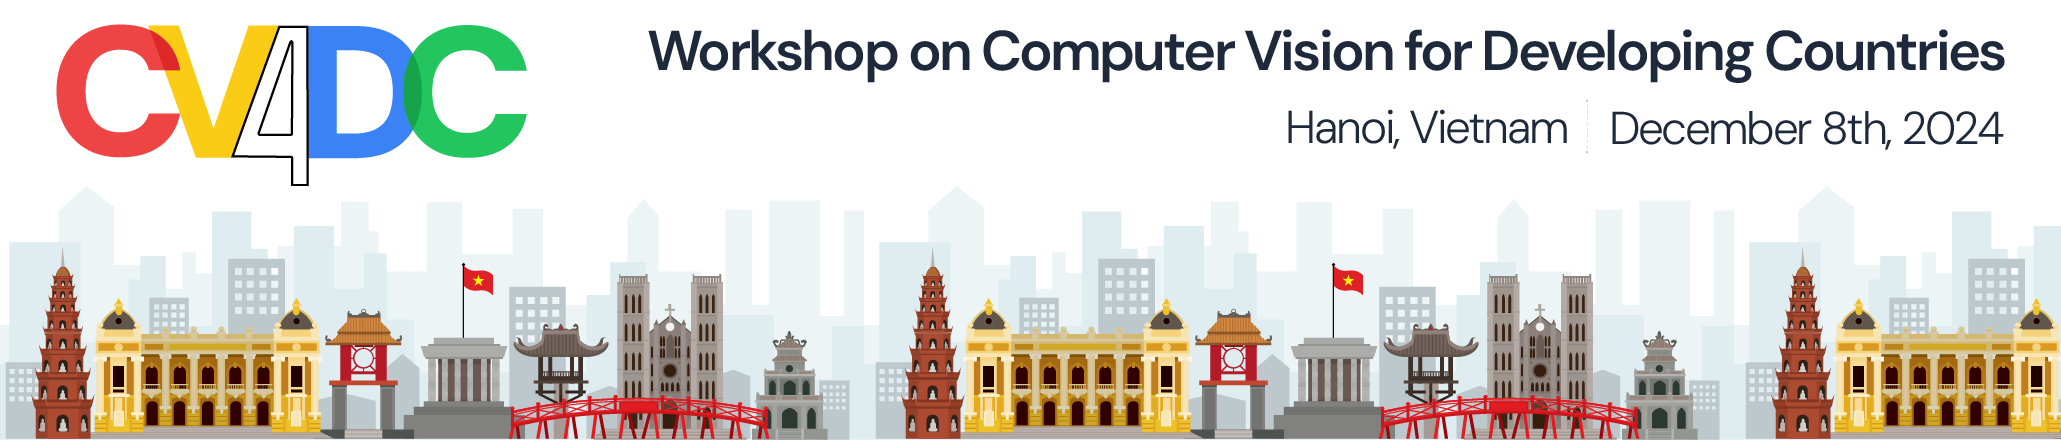 CV4DC
Workshop on Computer Vision for Developing Countries
Hanoi, Vietnam
December 8th, 2024